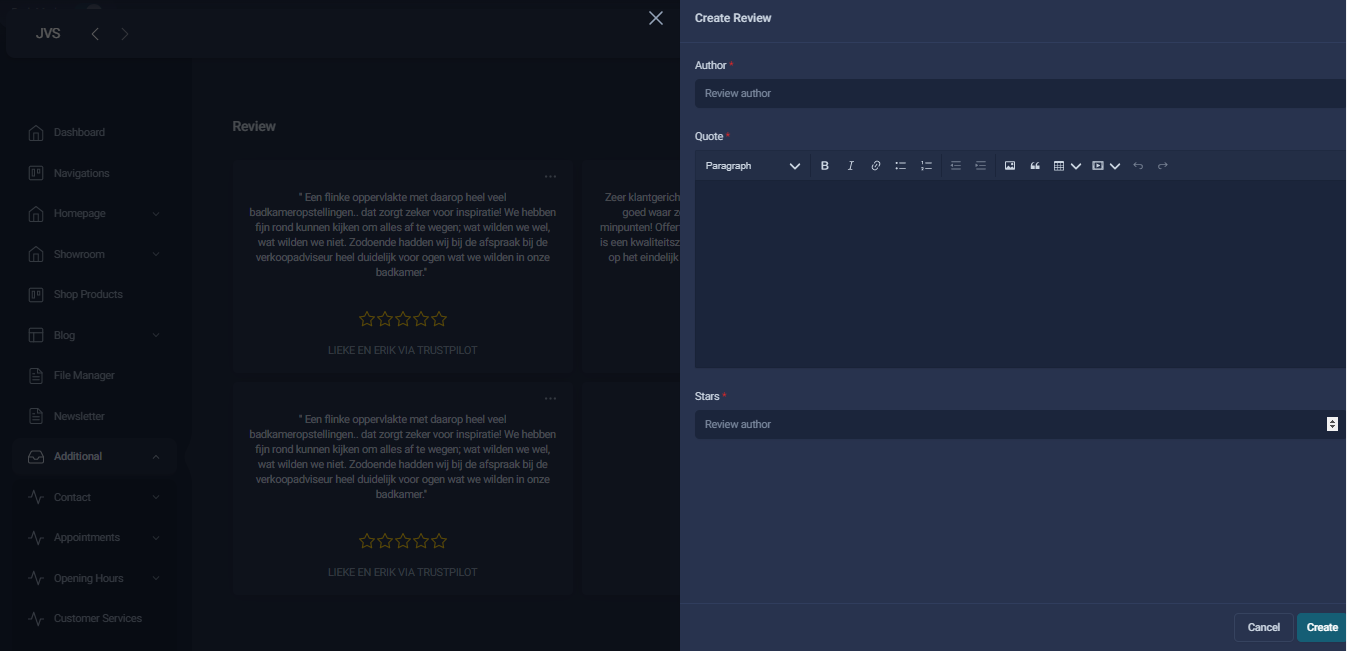 JVS
Dashboard
Navigations
Homepage
Showroom
Shop Products
Blog
File Manager
Newsletter
Additional
Contact
Appointments
Opening Hours
Customer Services
Review
" Een flinke oppervlakte met daarop heel veel
badkameropstellingen.. dat zorgt zeker voor inspiratie! We hebben
fijn rond kunnen kijken om alles af te wegen; wat wilden we wel,
wat wilden we niet. Zodoende hadden wij bij de afspraak bij de
verkoopadviseur heel duidelijk voor ogen wat we wilden in onze
badkamer."
LIEKE EN ERIK VIA TRUSTPILOT
Zeer klantgerich
goed waar z
minpunten! Offer
is een kwaliteitsz
op het eindelijk
" Een flinke oppervlakte met daarop heel veel
badkameropstellingen.. dat zorgt zeker voor inspiratie! We hebben
fijn rond kunnen kijken om alles af te wegen; wat wilden we wel,
wat wilden we niet. Zodoende hadden wij bij de afspraak bij de
verkoopadviseur heel duidelijk voor ogen wat we wilden in onze
badkamer."
LIEKE EN ERIK VIA TRUSTPILOT
Create Review
Author *
Review author
Quote *
Paragraph
Stars *
Review author
Cancel
Create